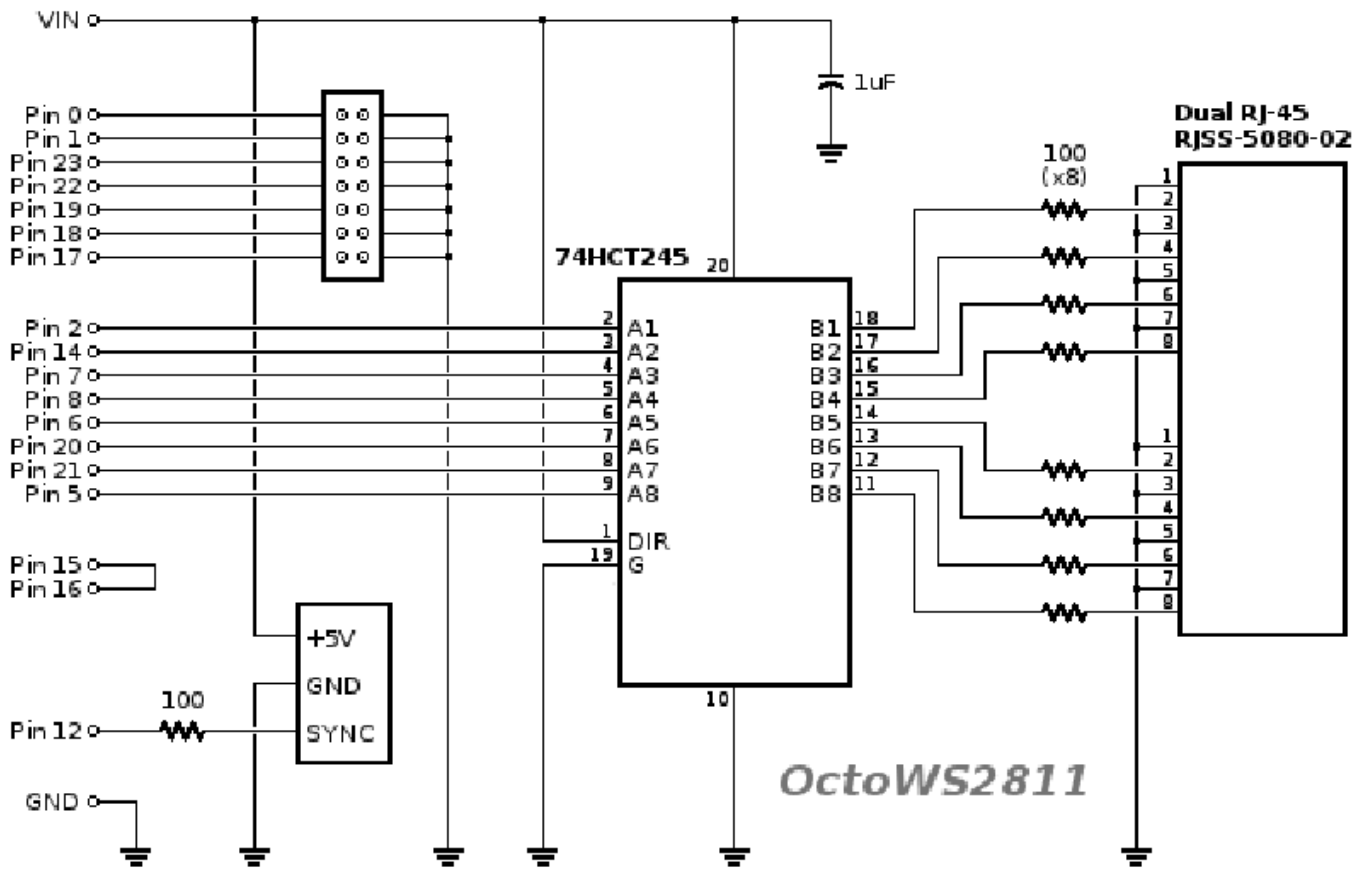 VIN
1uF
Pin 0
Pin 1
Pin 23
Pin 22
Pin 19
Pin 18
Pin 17
Dual RJ-45
RJSS-5080-02
100
(x8)
1
2
3
4
5
6
7
8
74HCT245
20
Pin 2
Pin 14
Pin 7
Pin 8
Pin 6
Pin 20
Pin 21
Pin 5
2
3
4
5
6
7
8
9
1
19
A1
A2
A3
A4
A5
A6
A7
A8
DIR
G
B1
B2
B3
B4
B5
B6
B7
B8
18
17
16
15
14
13
12
11
1
2
3
4
5
6
7
8
Pin 15
Pin 16
+5V
GND
SYNC
100
Pin 12
10
GND
OctoWS2811